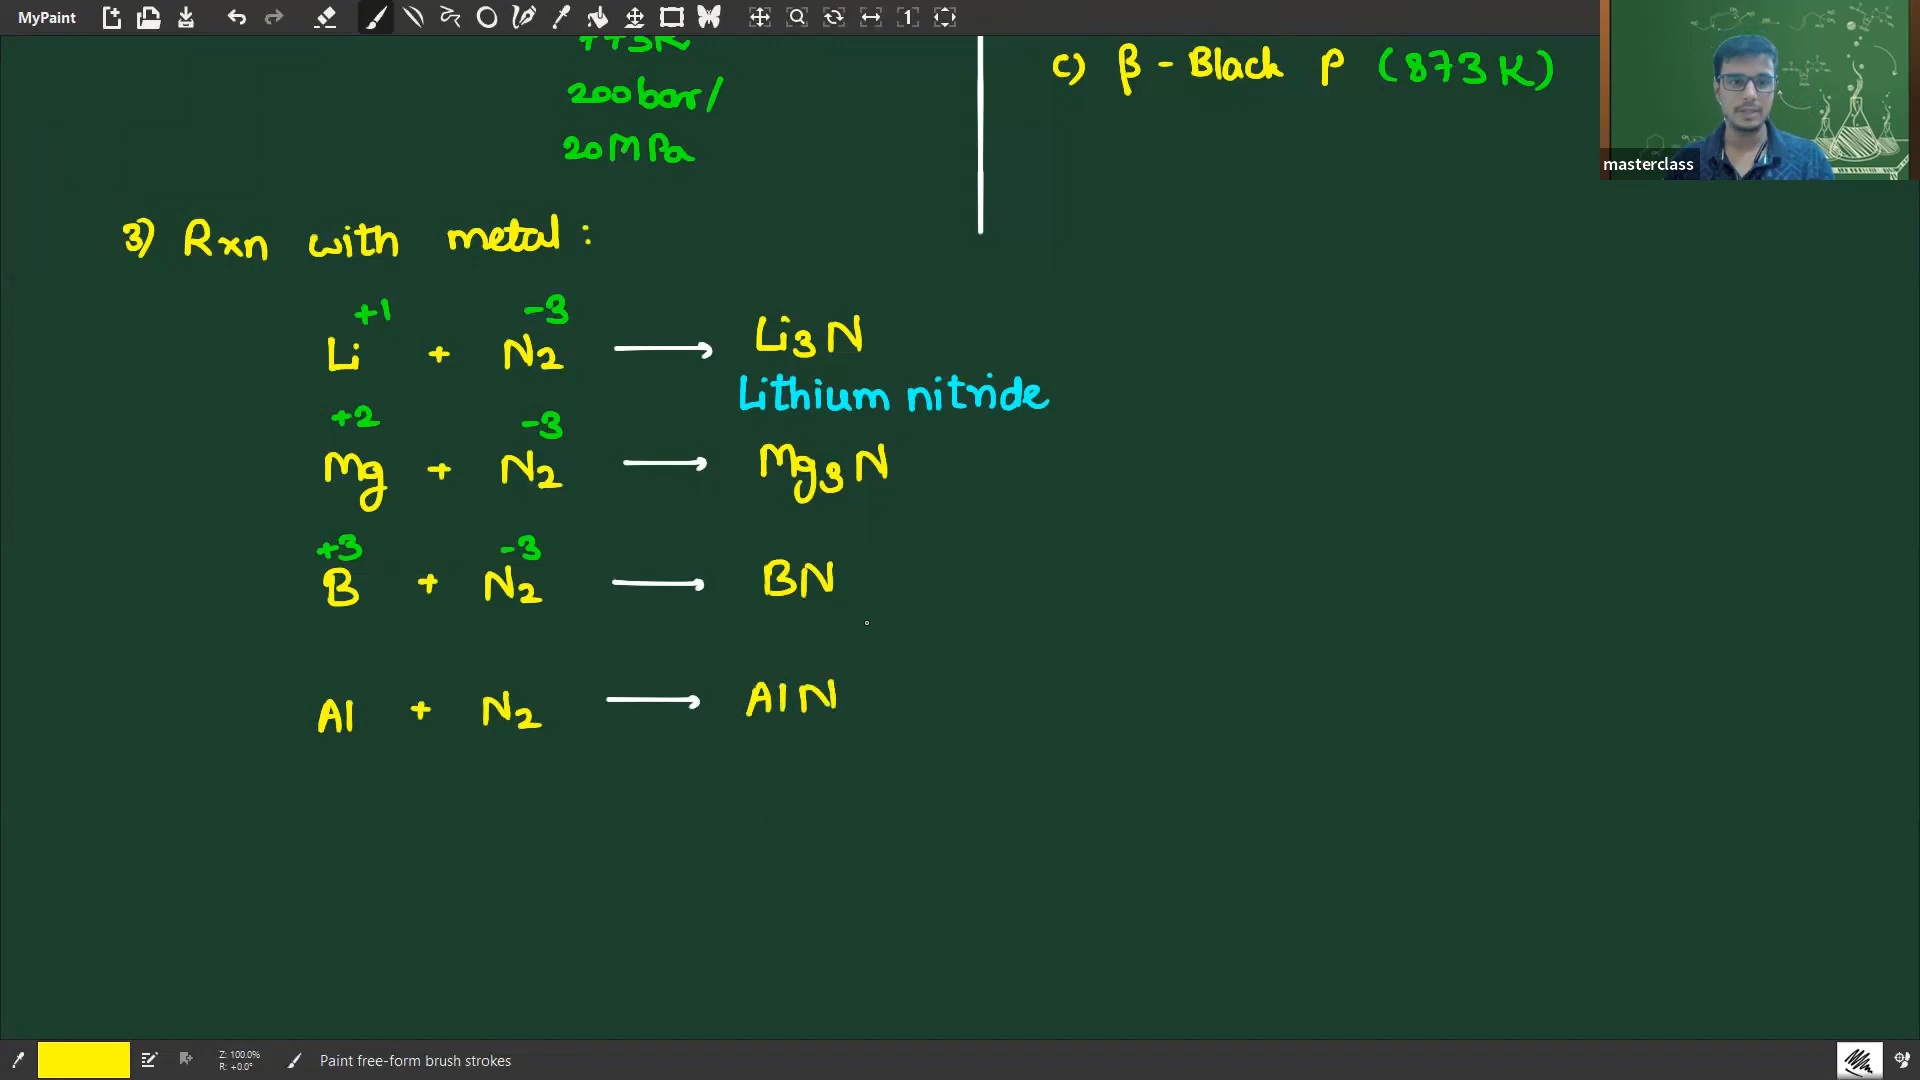 MyPaint
c) β - Black P (873 K)
200 bar/
20 MPa
masterclass
3) Rxn with metal :
+1 -3
Li + N2 ⟶ Li3N
Lithium nitride
+2 -3
Mg + N2 ⟶ Mg3N
+3 -3
B + N2 ⟶ BN
Al + N2 ⟶ AlN
Z: 100.0%
R: +0.0°
Paint free-form brush strokes